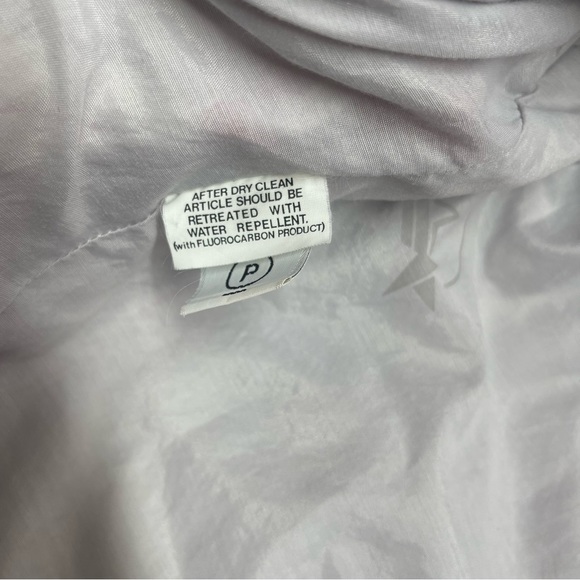 AFTER DRY CLEAN
ARTICLE SHOULD BE
RETREATED WITH
WATER REPELLENT.
(with FLUOROCARBON PRODUCT)
P